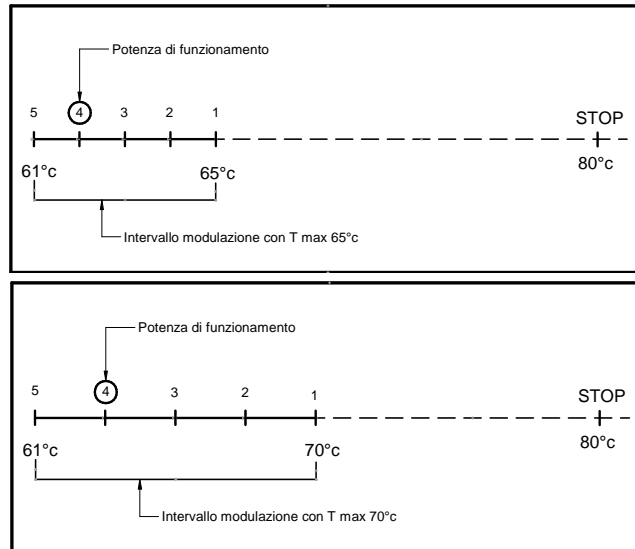 Potenza di funzionamento
5 4 3 2 1 STOP
61°c 65°c 80°c
Intervallo modulazione con T max 65°c
Potenza di funzionamento
5 4 3 2 1 STOP
61°c 70°c 80°c
Intervallo modulazione con T max 70°c